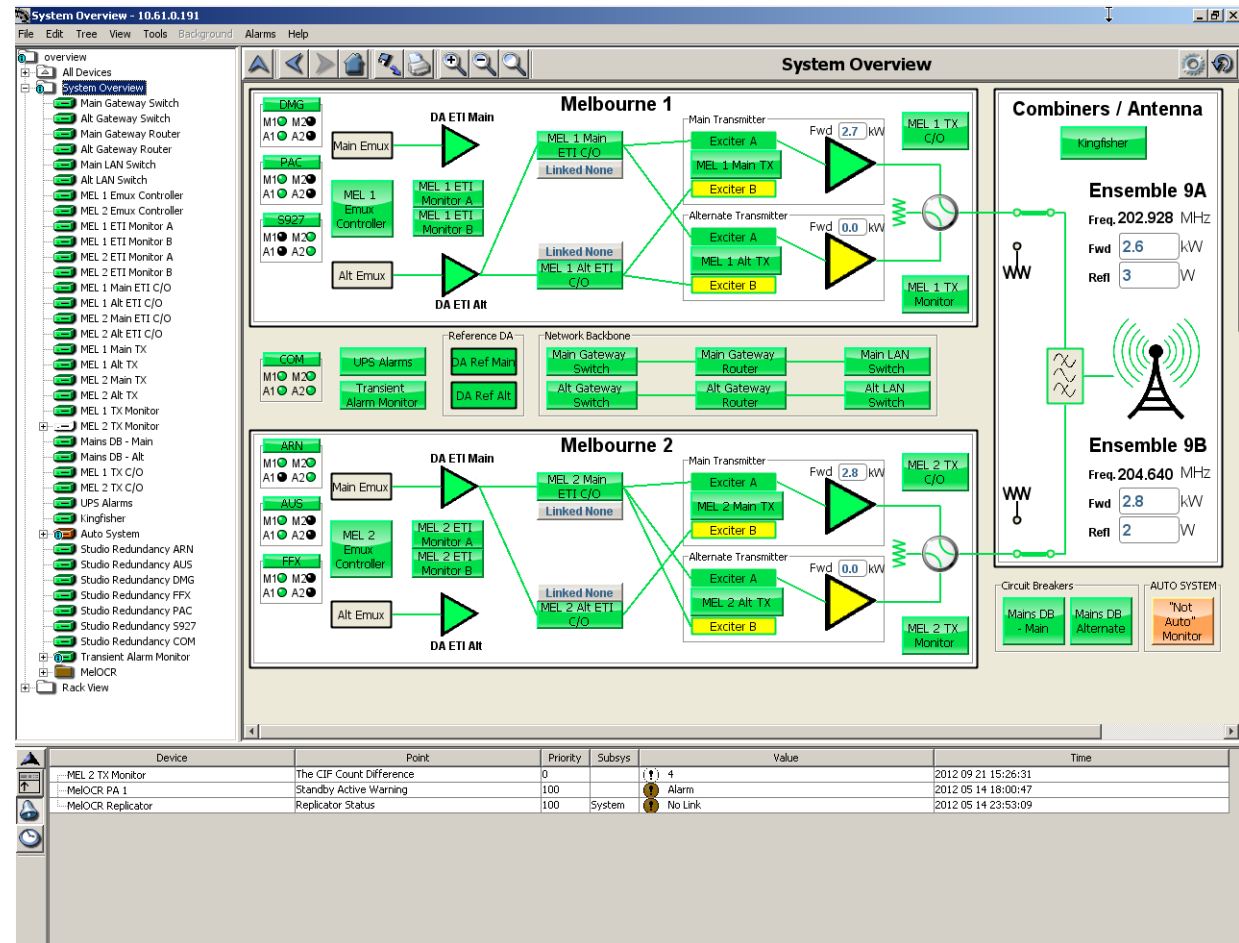 System Overview - 10.61.0.191
File Edit Tree View Tools Background Alarms Help
overview
All Devices
System Overview
Main Gateway Switch
Alt Gateway Switch
Main Gateway Router
Alt Gateway Router
Main LAN Switch
Alt LAN Switch
MEL 1 Emux Controller
MEL 2 Emux Controller
MEL 1 ETI Monitor A
MEL 1 ETI Monitor B
MEL 2 ETI Monitor A
MEL 2 ETI Monitor B
MEL 1 Main ETI C/O
MEL 1 Alt ETI C/O
MEL 2 Main ETI C/O
MEL 2 Alt ETI C/O
MEL 1 Main TX
MEL 1 Alt TX
MEL 2 Main TX
MEL 2 Alt TX
MEL 1 TX Monitor
MEL 2 TX Monitor
Mains DB - Main
Mains DB - Alt
MEL 1 TX C/O
MEL 2 TX C/O
UPS Alarms
Kingfisher
Auto System
Studio Redundancy ARN
Studio Redundancy AUS
Studio Redundancy DMG
Studio Redundancy FFX
Studio Redundancy PAC
Studio Redundancy S927
Studio Redundancy COM
Transient Alarm Monitor
MelOCR
Rack View
System Overview
Melbourne 1
DMG
M1 M2
A1 A2
PAC
M1 M2
A1 A2
S927
M1 M2
A1 A2
Main Emux
MEL 1
Emux
Controller
Alt Emux
DA ETI Main
MEL 1 ETI
Monitor A
MEL 1 ETI
Monitor B
DA ETI Alt
MEL 1 Main
ETI C/O
Linked None
Linked None
MEL 1 Alt ETI
C/O
Main Transmitter
Exciter A
MEL 1 Main TX
Exciter B
Fwd 2.7 kW
Alternate Transmitter
Exciter A
MEL 1 Alt TX
Exciter B
Fwd 0.0 kW
MEL 1 TX
C/O
MEL 1 TX
Monitor
COM
M1 M2
A1 A2
UPS Alarms
Transient
Alarm Monitor
Reference DA
DA Ref Main
DA Ref Alt
Network Backbone
Main Gateway
Switch
Main Gateway
Router
Main LAN
Switch
Alt Gateway
Switch
Alt Gateway
Router
Alt LAN
Switch
Melbourne 2
ARN
M1 M2
A1 A2
AUS
M1 M2
A1 A2
FFX
M1 M2
A1 A2
Main Emux
MEL 2
Emux
Controller
Alt Emux
DA ETI Main
MEL 2 ETI
Monitor A
MEL 2 ETI
Monitor B
DA ETI Alt
MEL 2 Main
ETI C/O
Linked None
Linked None
MEL 2 Alt ETI
C/O
Main Transmitter
Exciter A
MEL 2 Main TX
Exciter B
Fwd 2.8 kW
Alternate Transmitter
Exciter A
MEL 2 Alt TX
Exciter B
Fwd 0.0 kW
MEL 2 TX
C/O
MEL 2 TX
Monitor
Combiners / Antenna
Kingfisher
Ensemble 9A
Freq. 202.928 MHz
Fwd 2.6 kW
Refl 3 W
Ensemble 9B
Freq. 204.640 MHz
Fwd 2.8 kW
Refl 2 W
Circuit Breakers
Mains DB
- Main
Mains DB
Alternate
AUTO SYSTEM
"Not
Auto"
Monitor
Device Point Priority Subsys Value Time
MEL 2 TX Monitor The CIF Count Difference 0 4 2012 09 21 15:26:31
MelOCR PA 1 Standby Active Warning 100 Alarm 2012 05 14 18:00:47
MelOCR Replicator Replicator Status 100 System No Link 2012 05 14 23:53:09